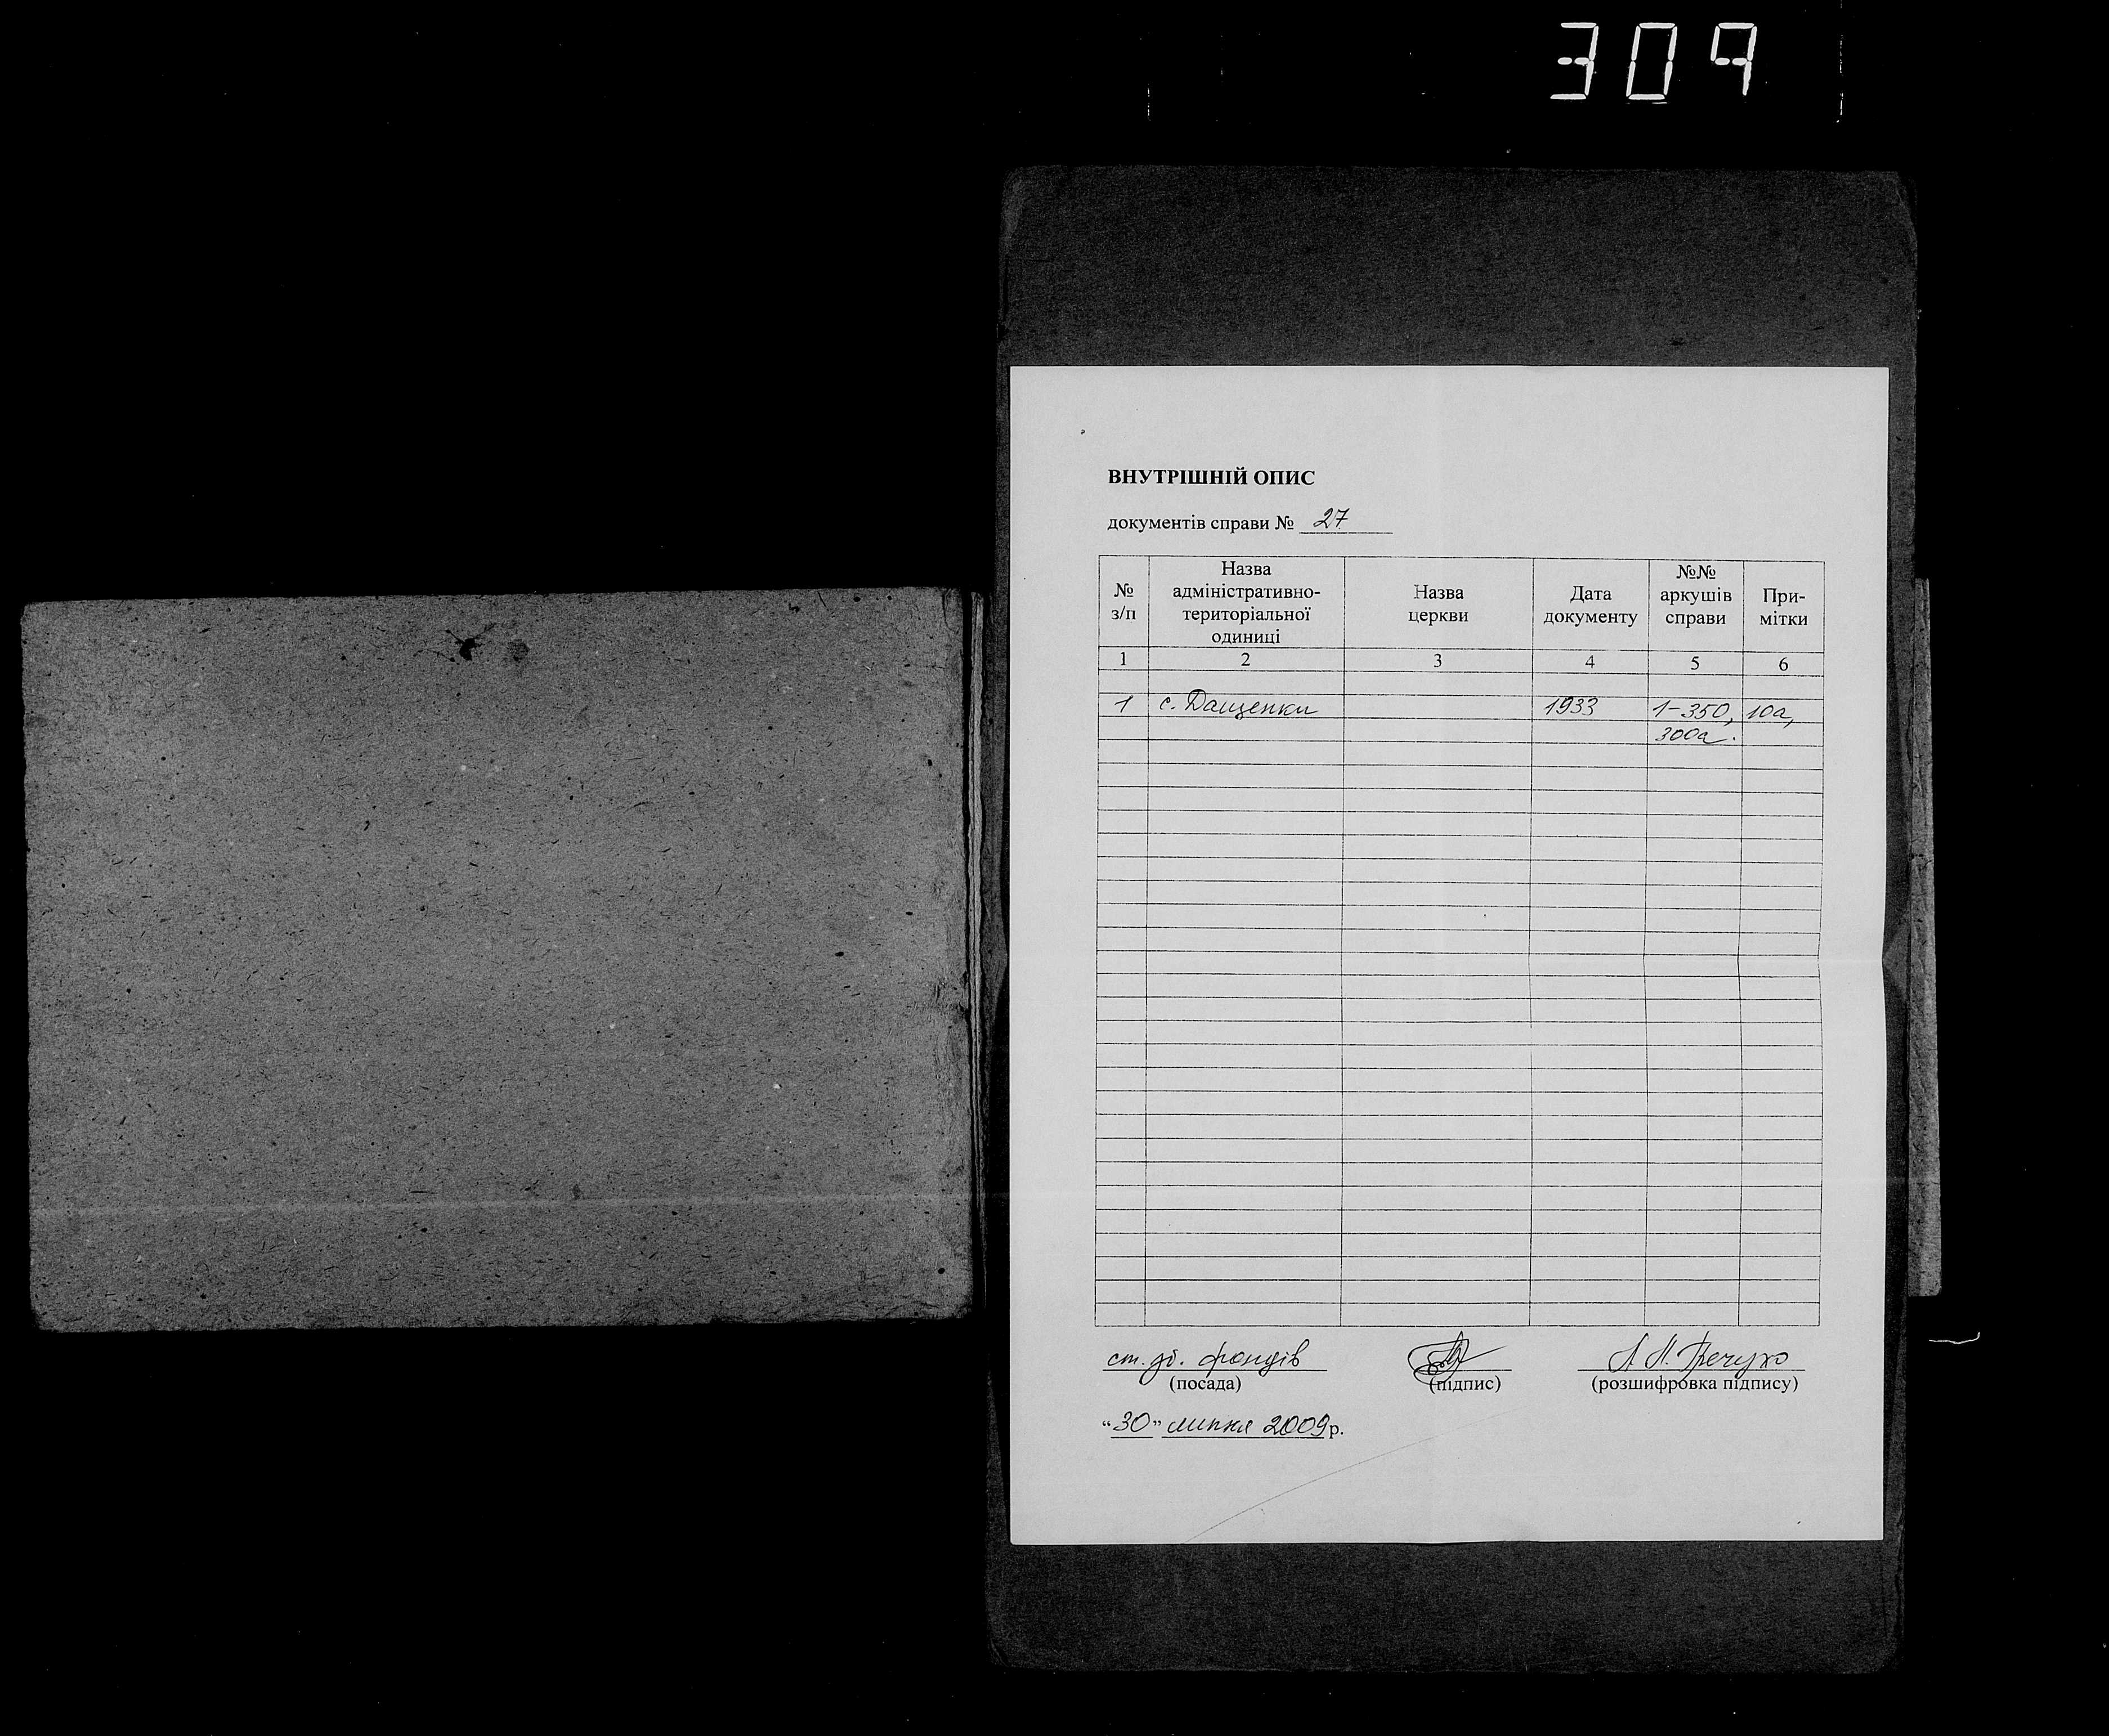 309
ВНУТРІШНІЙ ОПИС
документів справи № 27
№ з/п
Назва адміністративно-територіальної одиниці
Назва церкви
Дата документу
№№ аркушів справи
При-мітки
1 2 3 4 5 6
1 с. Дащенки 1933 1-350, 10а,
300а.
ст. зб. фондів
(посада) (підпис) (розшифровка підпису)
“30” липня 2009р.